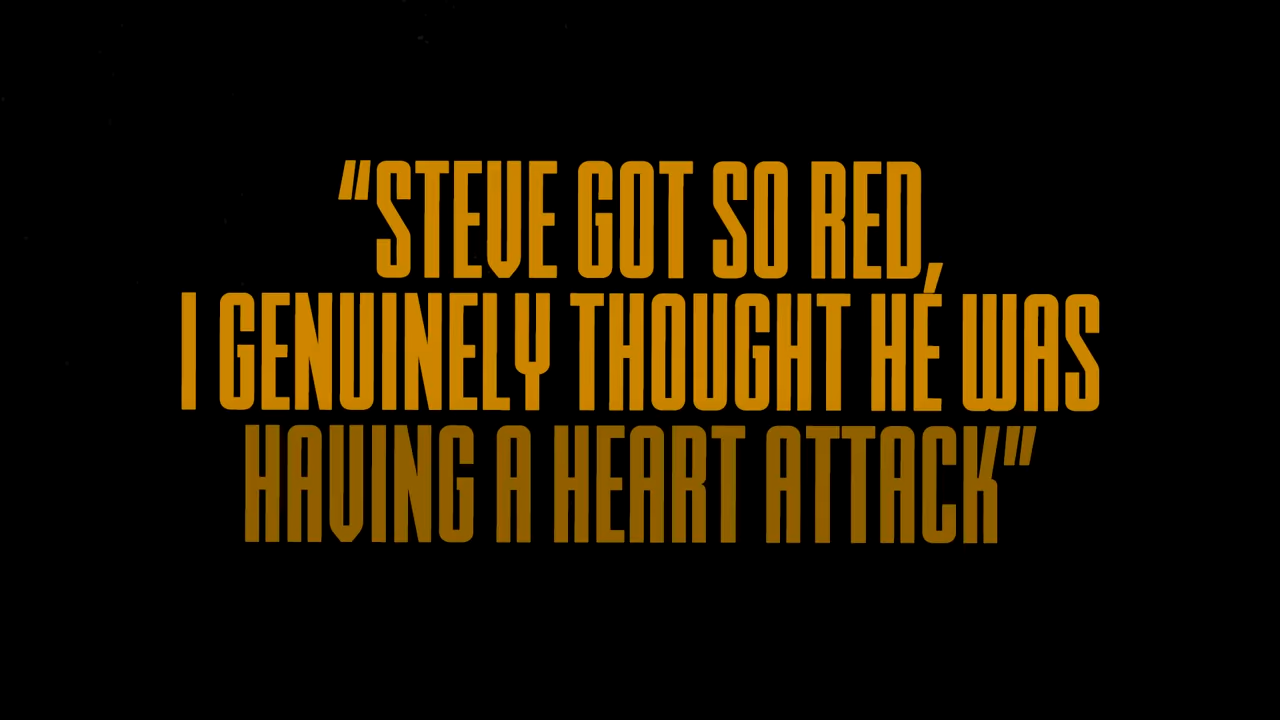 “STEVE GOT SO RED,
I GENUINELY THOUGHT HE WAS
HAVING A HEART ATTACK”